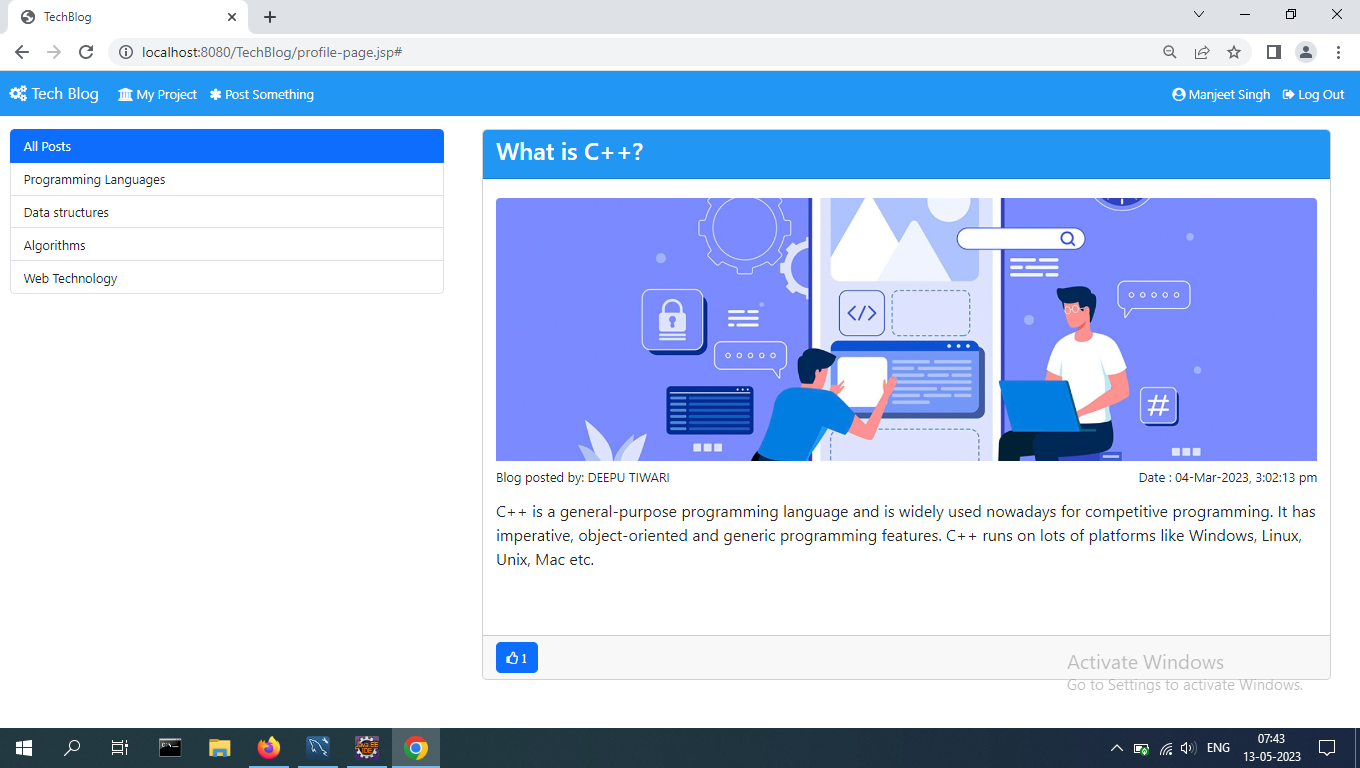 TechBlog
localhost:8080/TechBlog/profile-page.jsp#
Tech Blog My Project Post Something Manjeet Singh Log Out
All Posts
Programming Languages
Data structures
Algorithms
Web Technology
What is C++?
</>
#
Blog posted by: DEEPU TIWARI Date : 04-Mar-2023, 3:02:13 pm
C++ is a general-purpose programming language and is widely used nowadays for competitive programming. It has
imperative, object-oriented and generic programming features. C++ runs on lots of platforms like Windows, Linux,
Unix, Mac etc.
1
Activate Windows
Go to Settings to activate Windows.
ENG
07:43
13-05-2023